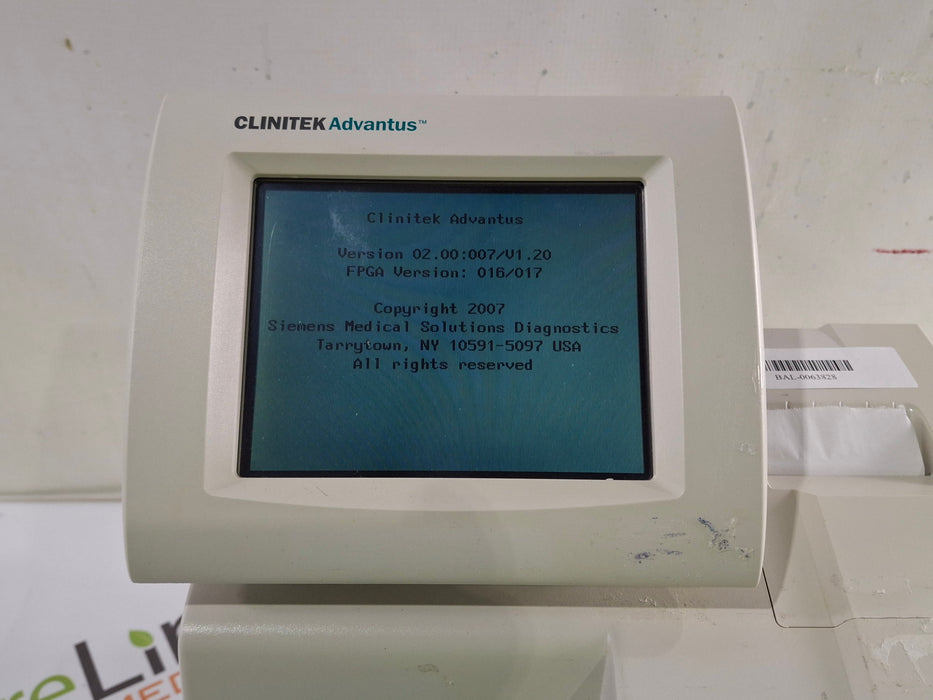 CLINITEK Advantus™
Clinitek Advantus
Version 02.00:007/V1.20
FPGA Version: 016/017
Copyright 2007
Siemens Medical Solutions Diagnostics
Tarrytown, NY 10591-5097 USA
All rights reserved
BAL-0063828